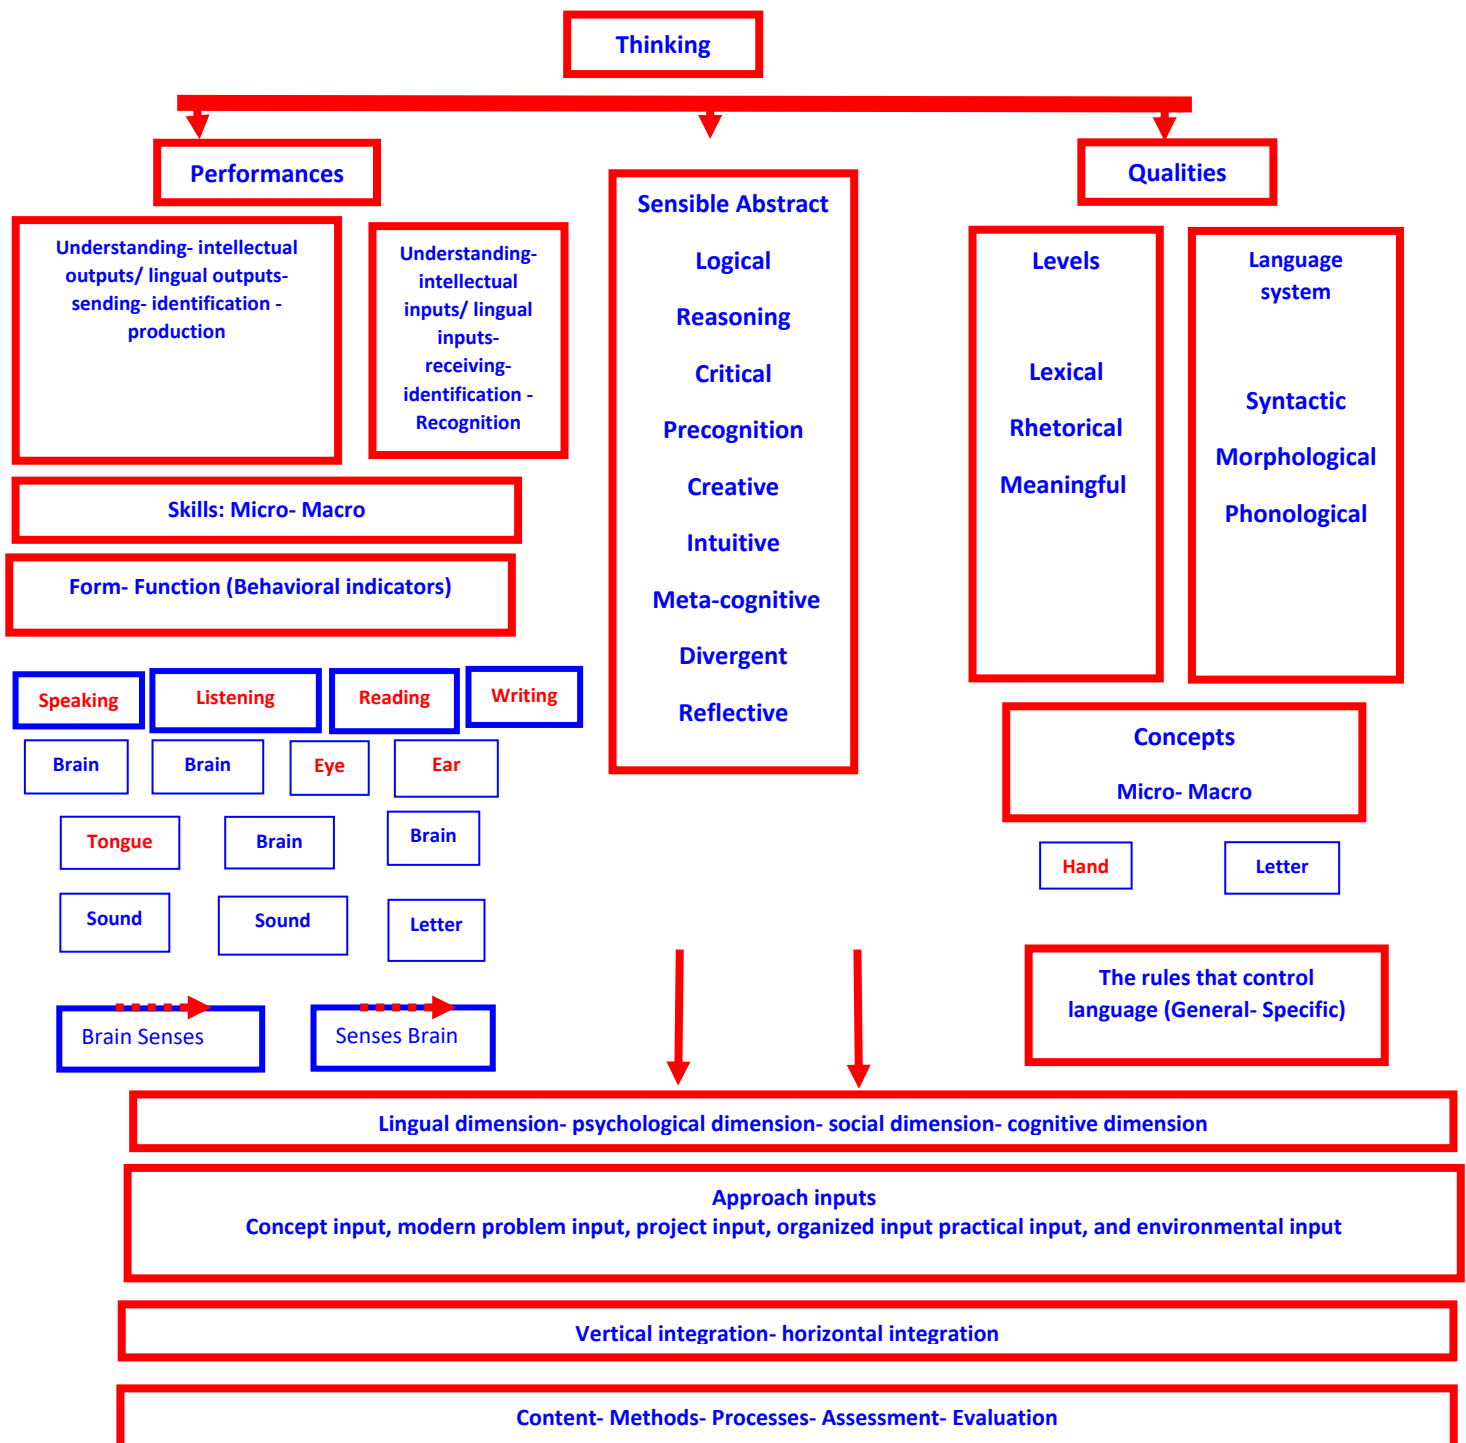 Thinking
Performances
Qualities
Understanding- intellectual
outputs/ lingual outputs-
sending- identification -
production
Understanding-
intellectual
inputs/ lingual
inputs-
receiving-
identification -
Recognition
Sensible Abstract
Logical
Reasoning
Critical
Precognition
Creative
Intuitive
Meta-cognitive
Divergent
Reflective
Levels
Lexical
Rhetorical
Meaningful
Language
system
Syntactic
Morphological
Phonological
Skills: Micro- Macro
Form- Function (Behavioral indicators)
Speaking
Listening
Reading
Writing
Brain
Brain
Eye
Ear
Tongue
Brain
Brain
Sound
Sound
Letter
Concepts
Micro- Macro
Hand
Letter
Brain Senses
Senses Brain
The rules that control
language (General- Specific)
Lingual dimension- psychological dimension- social dimension- cognitive dimension
Approach inputs
Concept input, modern problem input, project input, organized input practical input, and environmental input
Vertical integration- horizontal integration
Content- Methods- Processes- Assessment- Evaluation